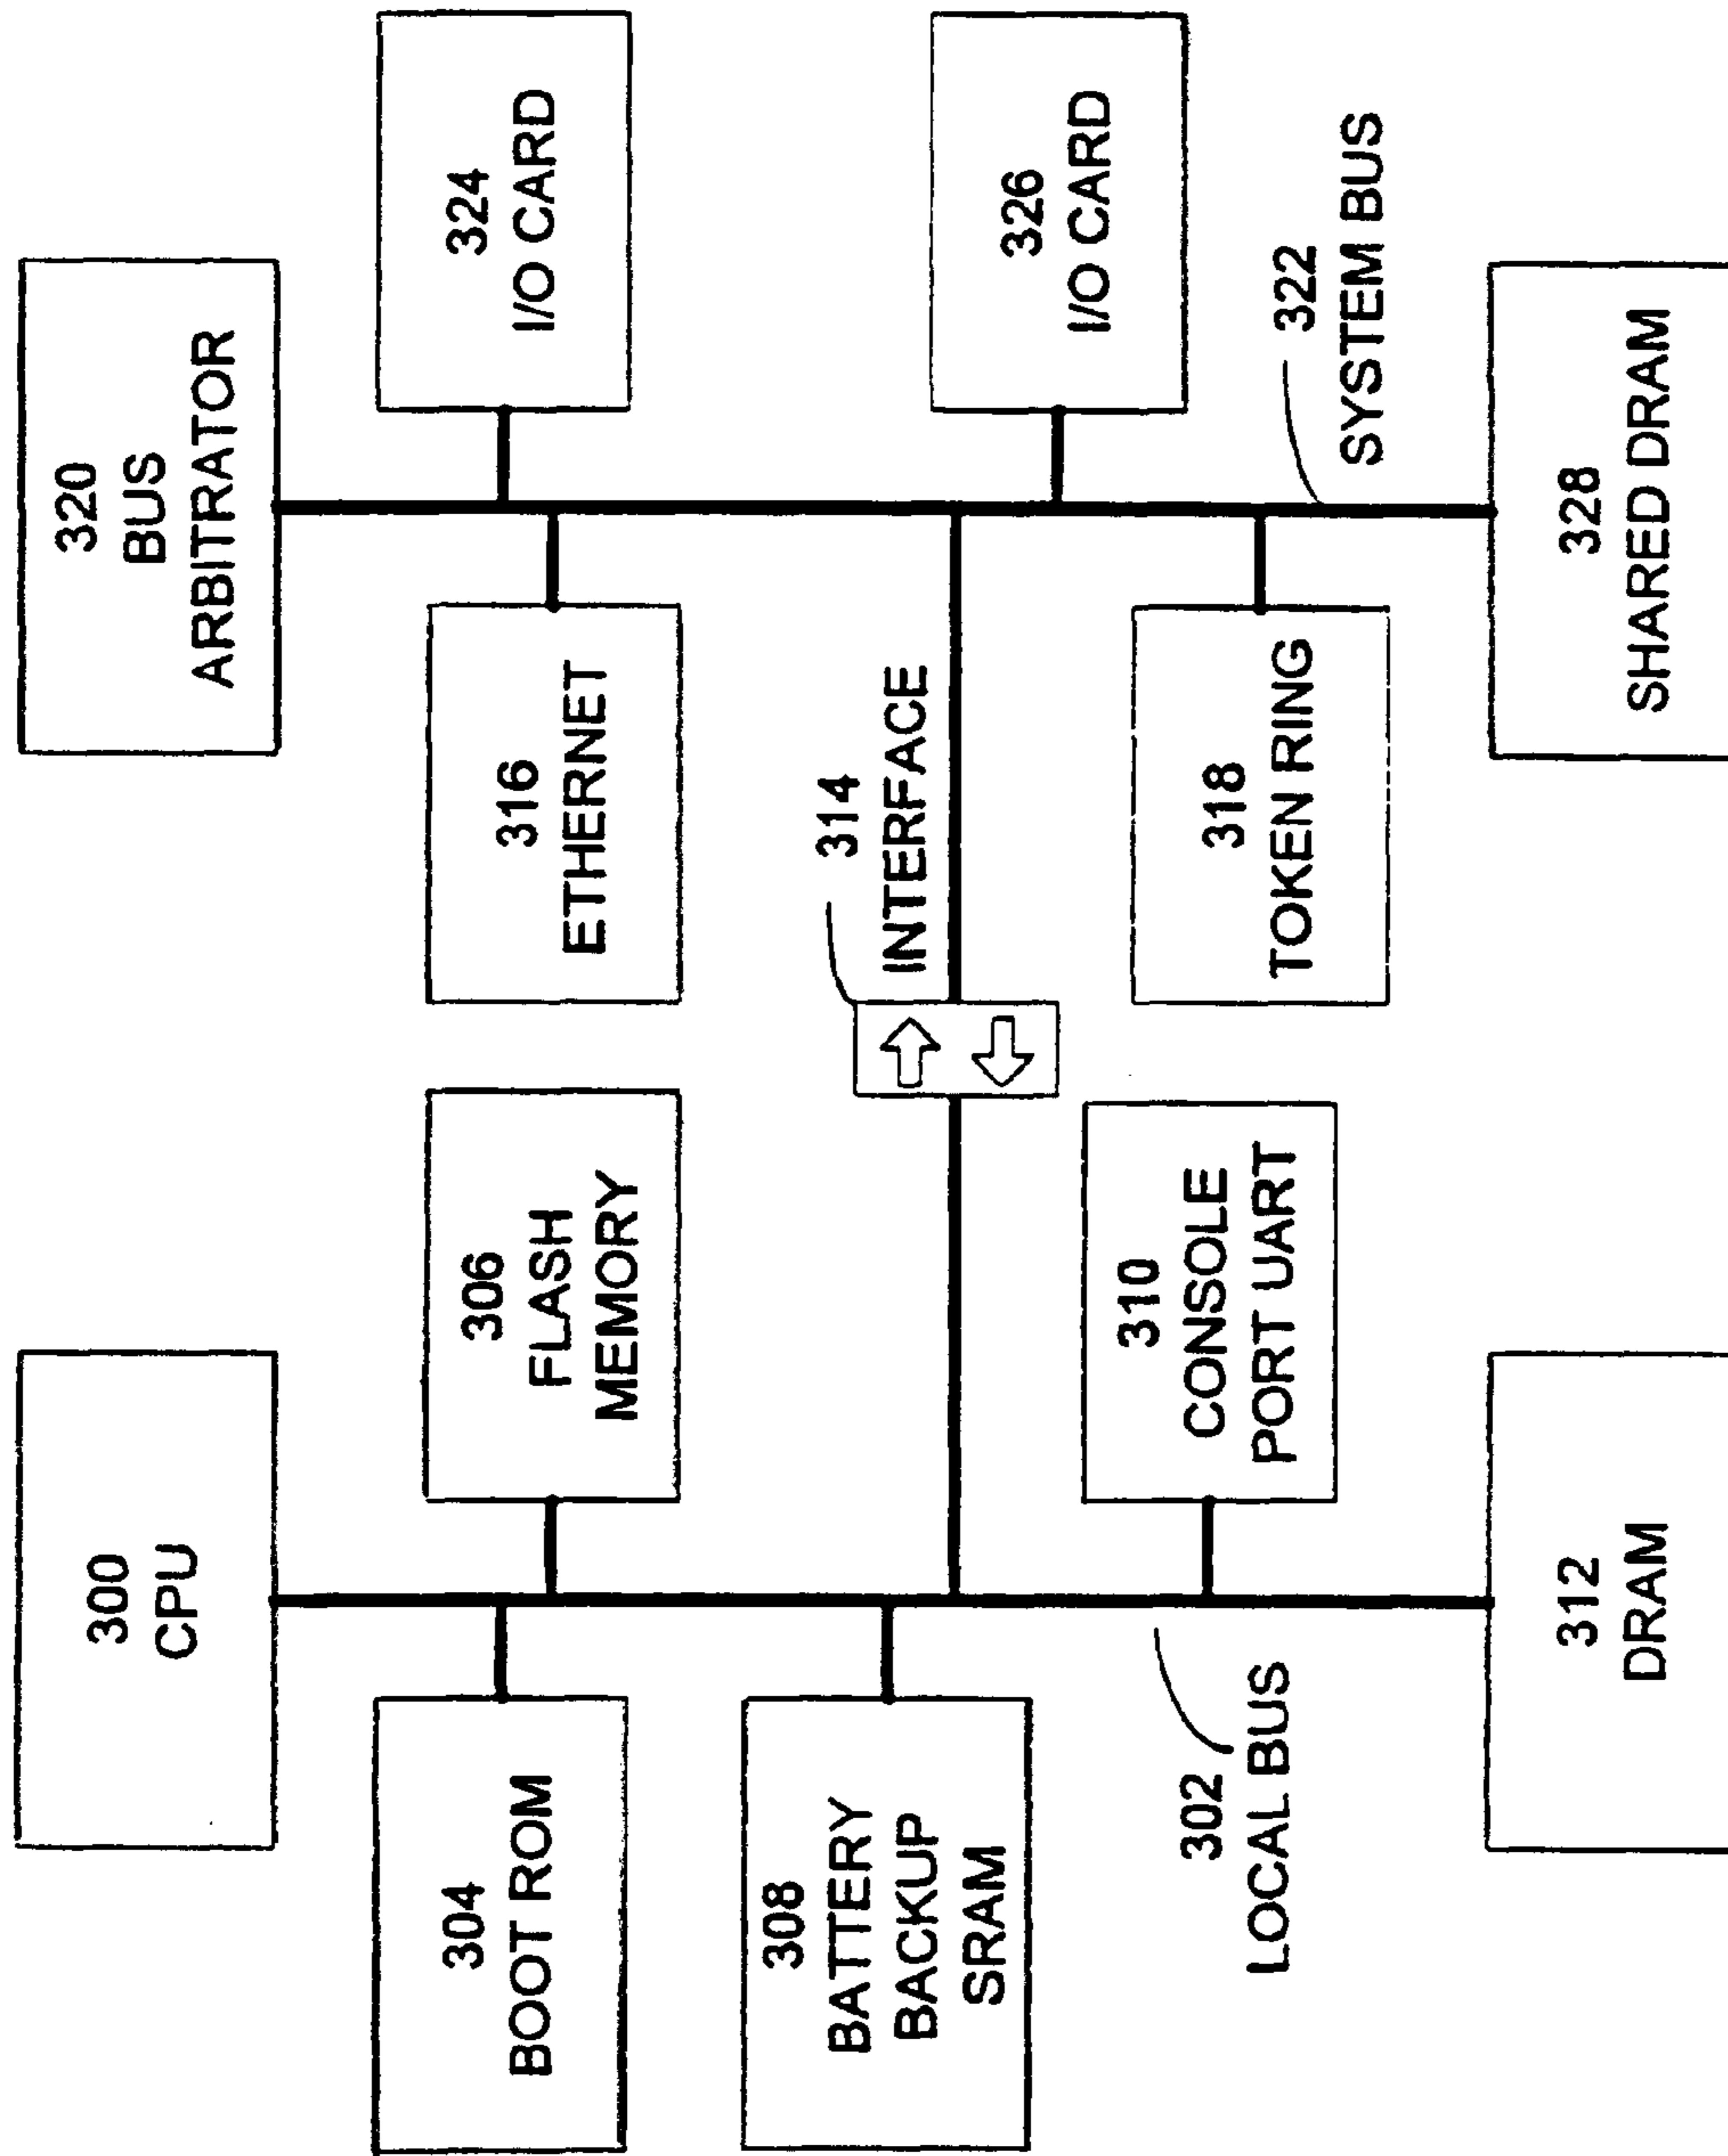 300
CPU
320
BUS
ARBITRATOR
304
BOOT ROM
306
FLASH
MEMORY
316
ETHERNET
324
I/O CARD
308
BATTERY
BACKUP
SRAM
314
INTERFACE
310
CONSOLE
PORT UART
318
TOKEN RING
326
I/O CARD
302
LOCAL BUS
322
SYSTEM BUS
312
DRAM
328
SHARED DRAM